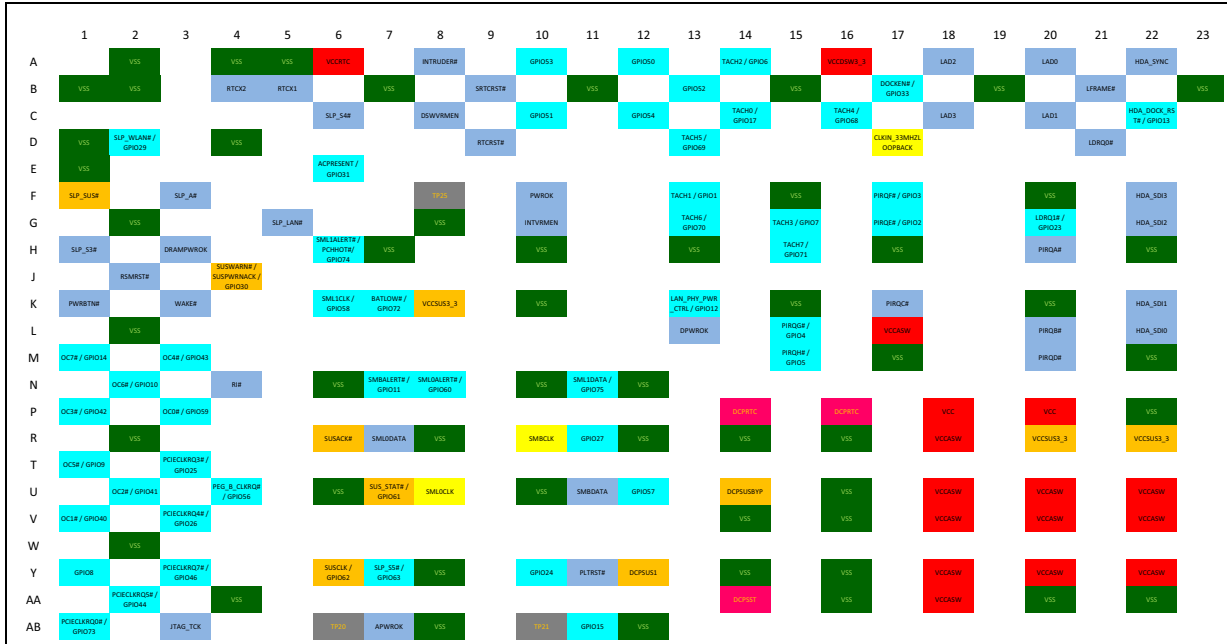 1 2 3 4 5 6 7 8 9 10 11 12 13 14 15 16 17 18 19 20 21 22 23
A VSS VSS VSS VCCRTC INTRUDER# GPIO53 GPIO50 TACH2 / GPIO6 VCCDSW3_3 LAD2 LAD0 HDA_SYNC
B VSS VSS RTCX2 RTCX1 VSS SRTCRST# VSS GPIO52 VSS DOCKEN# / GPIO33 VSS LFRAME# VSS
C SLP_S4# DSWVRMEN GPIO51 GPIO54 TACH0 / GPIO17 TACH4 / GPIO68 LAD3 LAD1 HDA_DOCK_RST# / GPIO13
D VSS SLP_WLAN# / GPIO29 VSS RTCRST# TACH5 / GPIO69 CLKIN_33MHZLOOPBACK LDRQ0#
E VSS ACPRESENT / GPIO31
F SLP_SUS# SLP_A# TP25 PWROK TACH1 / GPIO1 VSS PIRQF# / GPIO3 VSS HDA_SDI3
G VSS SLP_LAN# VSS INTVRMEN TACH6 / GPIO70 TACH3 / GPIO7 PIRQE# / GPIO2 LDRQ1# / GPIO23 HDA_SDI2
H SLP_S3# DRAMPWROK SML1ALERT# / PCHHOT# / GPIO74 VSS VSS VSS TACH7 / GPIO71 VSS PIRQA# VSS
J RSMRST# SUSWARN# / SUSPWRNACK / GPIO30
K PWRBTN# WAKE# SML1CLK / GPIO58 BATLOW# / GPIO72 VCCSUS3_3 VSS LAN_PHY_PWR_CTRL / GPIO12 VSS PIRQC# VSS HDA_SDI1
L VSS DPWROK PIRQG# / GPIO4 VCCASW PIRQB# HDA_SDI0
M OC7# / GPIO14 OC4# / GPIO43 PIRQH# / GPIO5 VSS PIRQD# VSS
N OC6# / GPIO10 RI# VSS SMBALERT# / GPIO11 SML0ALERT# / GPIO60 VSS SML1DATA / GPIO75 VSS
P OC3# / GPIO42 OC0# / GPIO59 DCPRTC DCPRTC VCC VCC VSS
R VSS SUSACK# SML0DATA VSS SMBCLK GPIO27 VSS VSS VSS VCCASW VCCSUS3_3 VCCSUS3_3
T OC5# / GPIO9 PCIECLKRQ3# / GPIO25
U OC2# / GPIO41 PEG_B_CLKRQ# / GPIO56 VSS SUS_STAT# / GPIO61 SML0CLK VSS SMBDATA GPIO57 DCPSUSBYP VSS VCCASW VCCASW VCCASW
V OC1# / GPIO40 PCIECLKRQ4# / GPIO26 VSS VSS VCCASW VCCASW VCCASW
W VSS
Y GPIO8 PCIECLKRQ7# / GPIO46 SUSCLK / GPIO62 SLP_S5# / GPIO63 VSS GPIO24 PLTRST# DCPSUS1 VSS VSS VCCASW VCCASW VCCASW
AA PCIECLKRQ5# / GPIO44 VSS DCPSST VSS VCCASW VSS VSS
AB PCIECLKRQ0# / GPIO73 JTAG_TCK TP20 APWROK VSS TP21 GPIO15 VSS